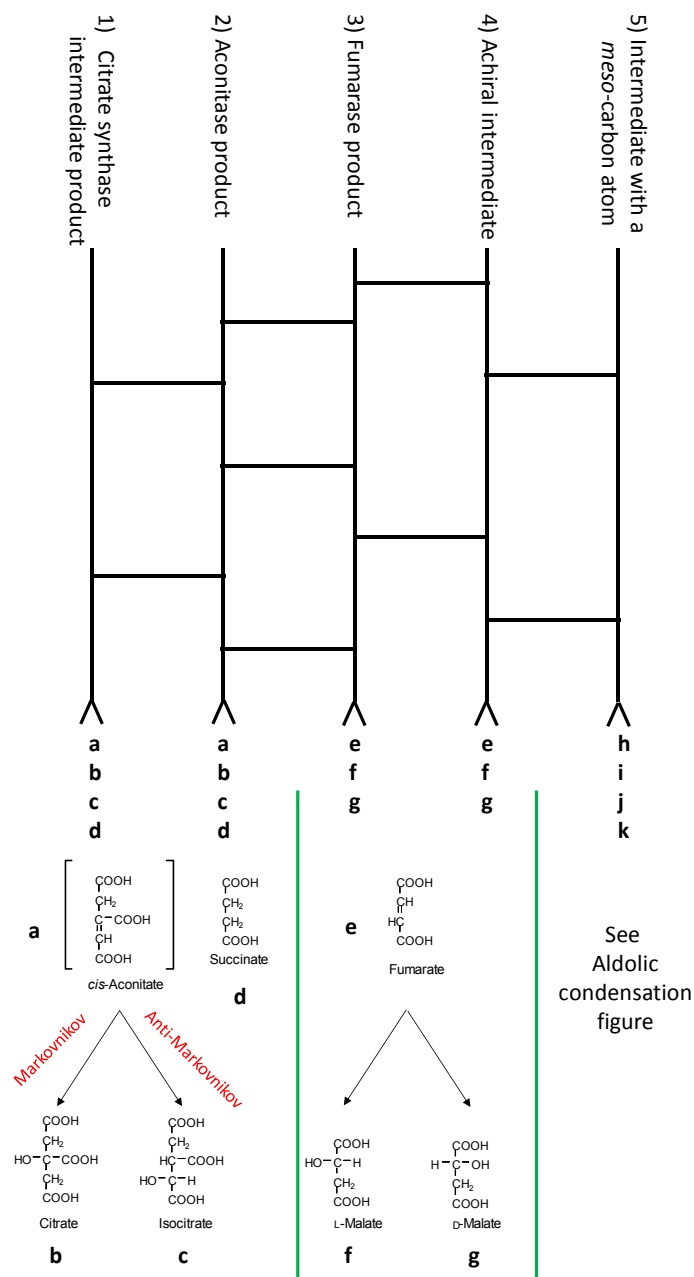 1) Citrate synthase
intermediate product
2) Aconitase product
3) Fumarase product
4) Achiral intermediate
5) Intermediate with a
meso-carbon atom
a a e e h
b b f f i
c c g g j
d d k
COOH
CH2
C COOH
CH
COOH
cis-Aconitate
a
COOH
CH2
CH2
COOH
Succinate
d
e
COOH
CH
HC
COOH
Fumarate
See
Aldolic
condensation
figure
Markovnikov
Anti-Markovnikov
COOH
CH2
HO C COOH
CH2
COOH
Citrate
b
COOH
CH2
HC COOH
HO C H
COOH
Isocitrate
c
COOH
HO C H
CH2
COOH
L-Malate
f
COOH
H C OH
CH2
COOH
D-Malate
g